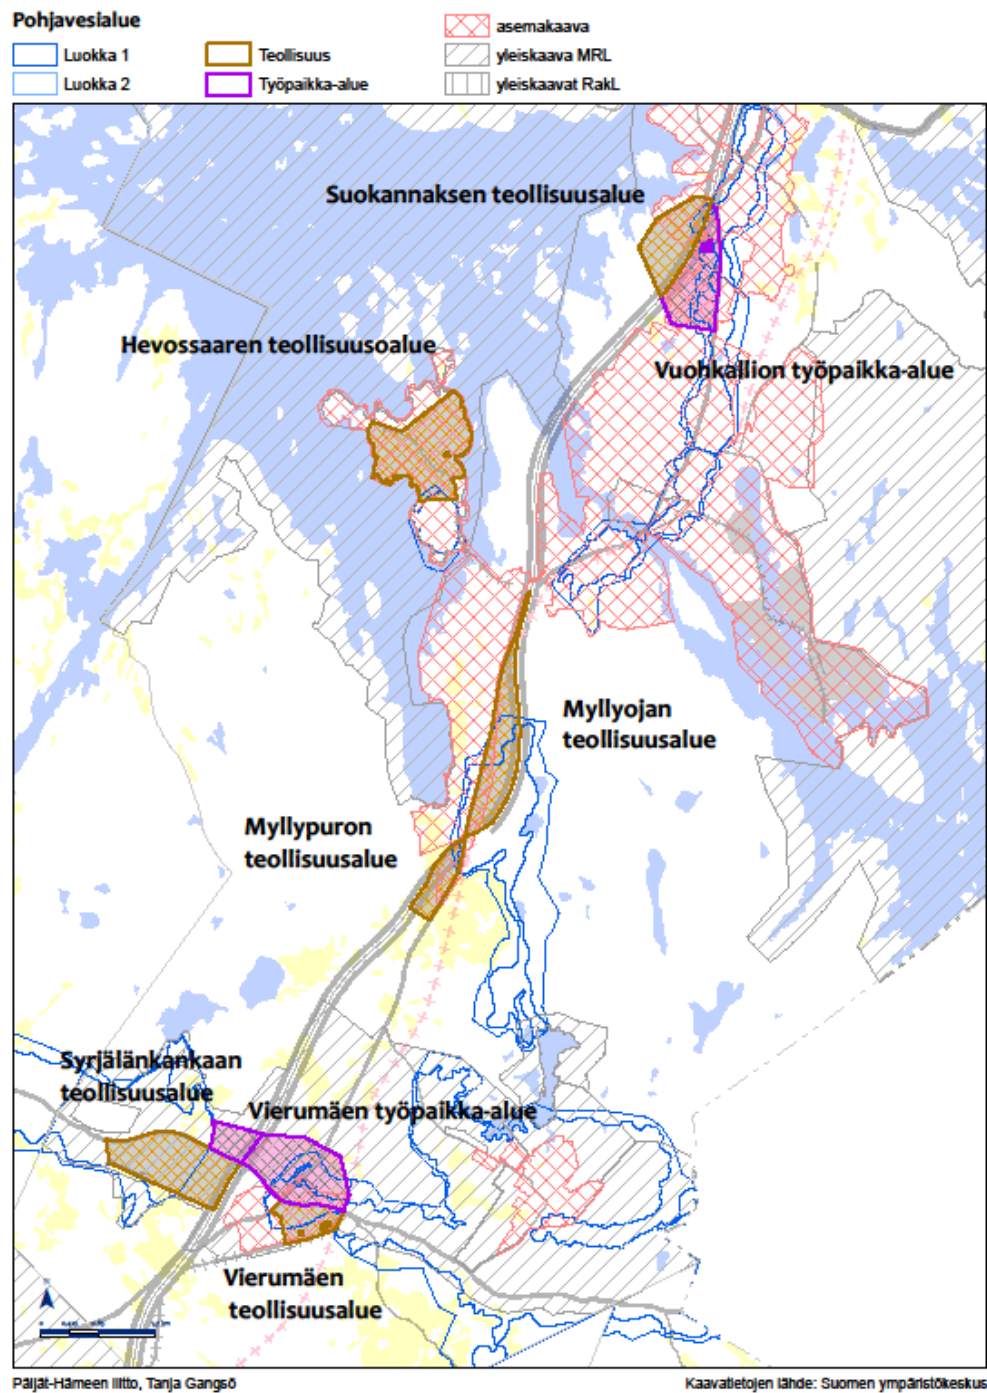 Pohjavesialue
Luokka 1
Luokka 2
Teollisuus
Työpaikka-alue
asemakaava
yleiskaava MRL
yleiskaavat RakL
Suokannaksen teollisuusalue
Hevossaaren teollisuusoalue
Vuohkallion työpaikka-alue
Myllyojan
teollisuusalue
Myllypuron
teollisuusalue
Syrjälänkankaan
teollisuusalue
Vierumäen työpaikka-alue
Vierumäen
teollisuusalue
Päijät-Hämeen liitto, Tanja Gangsö
Kaavatietojen lähde: Suomen ympäristökeskus